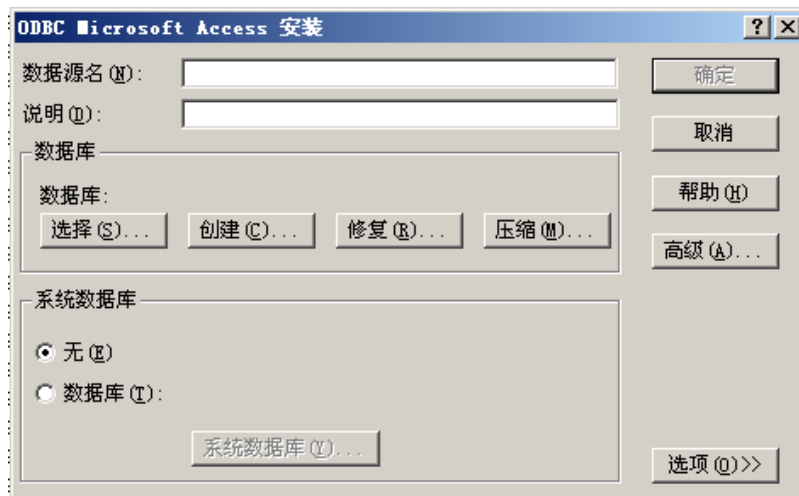 ODBC Microsoft Access 安装
数据源名(N):
确定
说明(D):
取消
数据库
数据库:
帮助(H)
选择(S)...
创建(C)...
修复(R)...
压缩(M)...
高级(A)...
系统数据库
无(E)
数据库(T):
系统数据库(Y)...
选项(O)>>